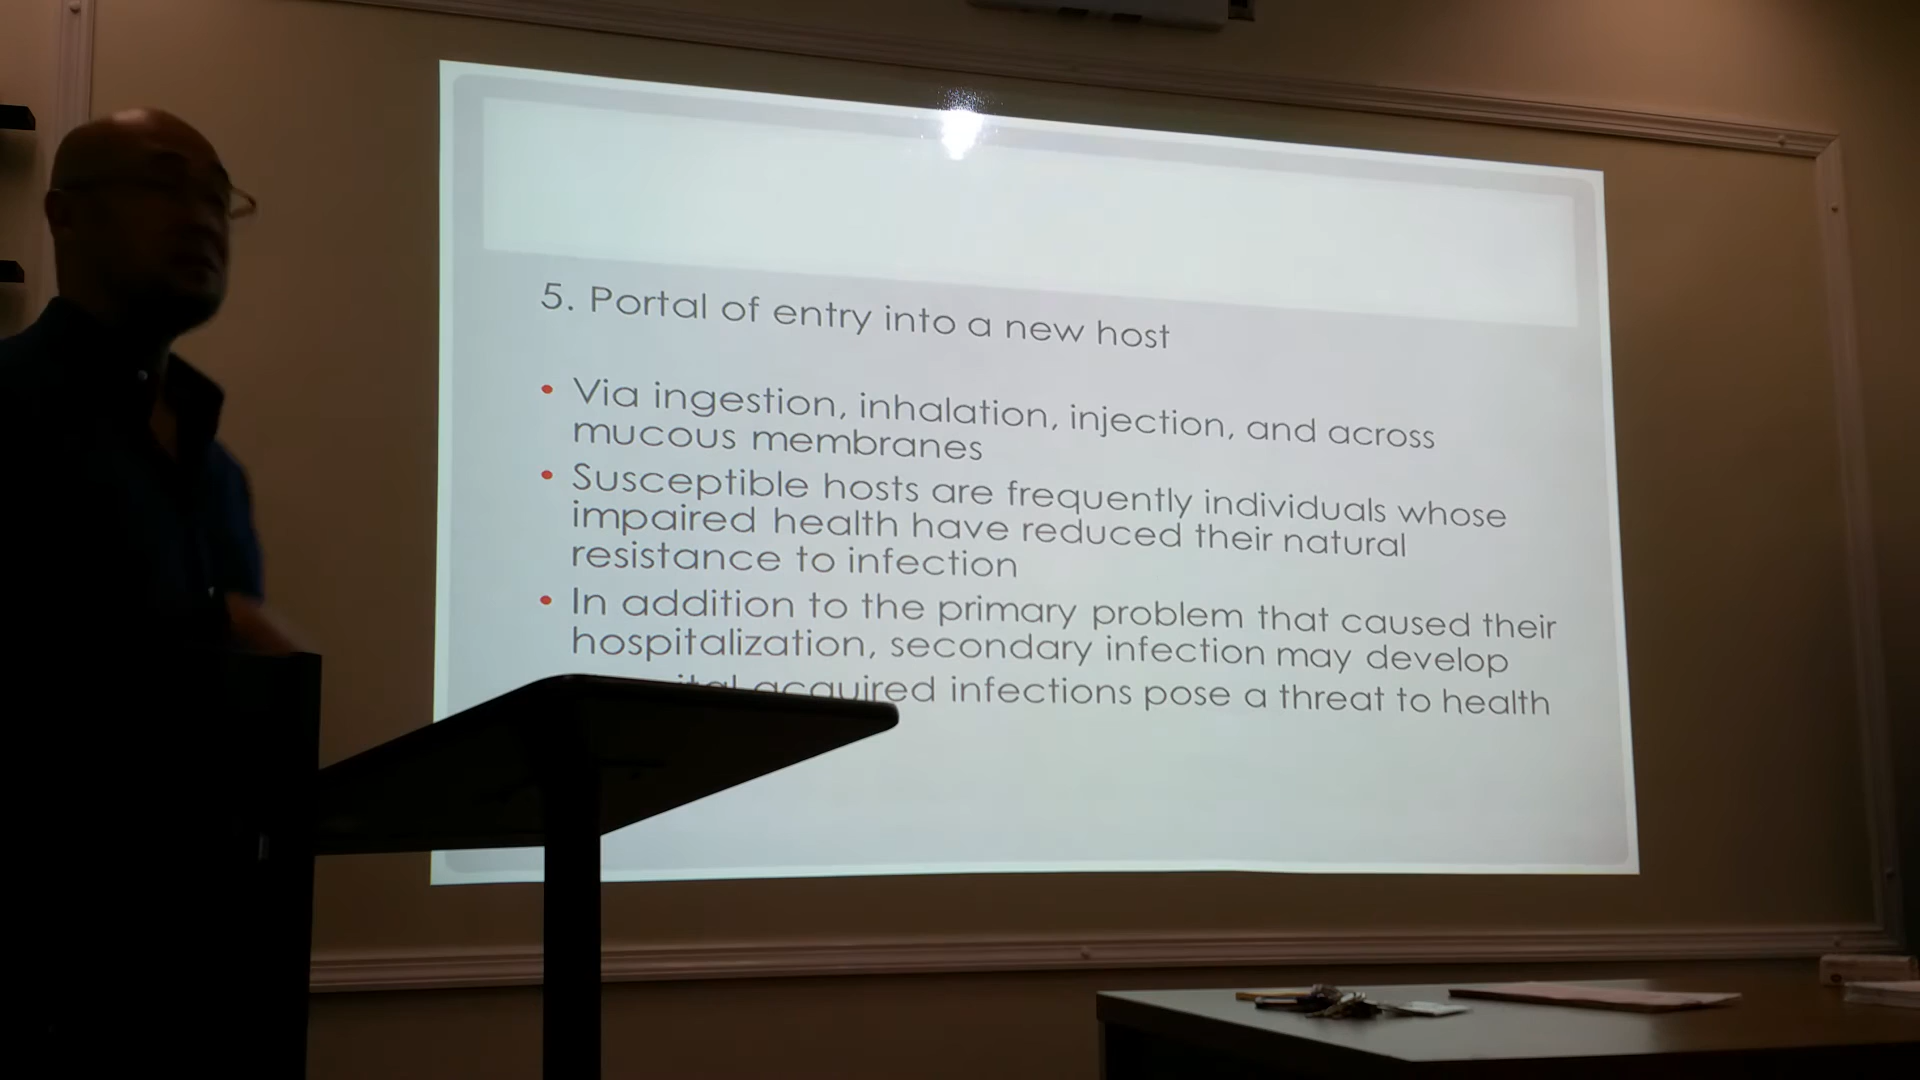 5. Portal of entry into a new host
• Via ingestion, inhalation, injection, and across
mucous membranes
• Susceptible hosts are frequently individuals whose
impaired health have reduced their natural
resistance to infection
• In addition to the primary problem that caused their
hospitalization, secondary infection may develop
acquired infections pose a threat to health